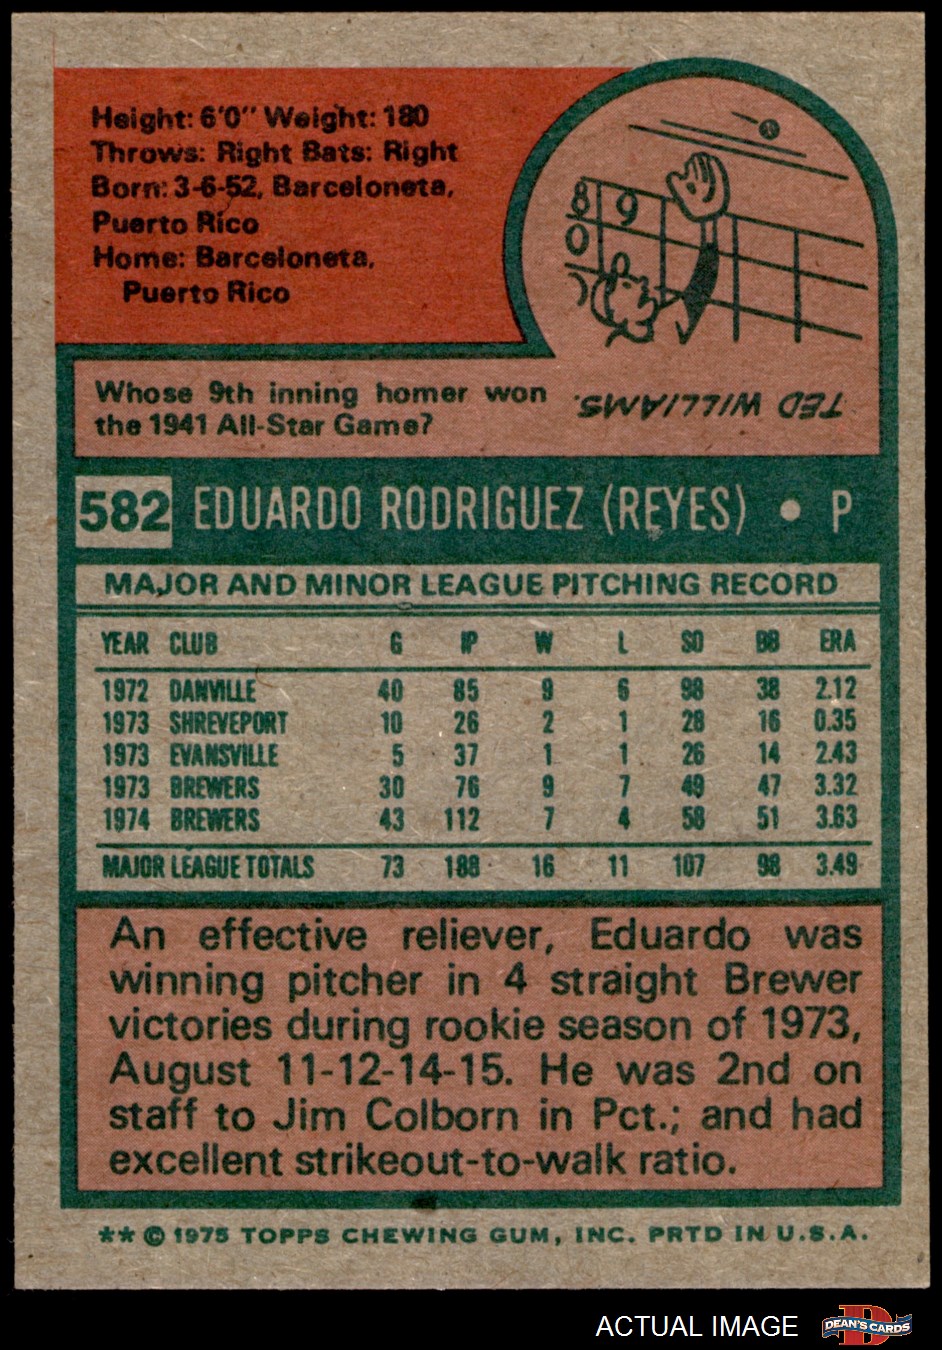 Height: 6'0" Weight: 180
Throws: Right Bats: Right
Born: 3-6-52, Barceloneta,
Puerto Rico
Home: Barceloneta,
Puerto Rico
8 9
0
Whose 9th inning homer won
the 1941 All-Star Game?
TED WILLIAMS.
582 EDUARDO RODRIGUEZ (REYES) • P
MAJOR AND MINOR LEAGUE PITCHING RECORD
YEAR CLUB G IP W L SO BB ERA
1972 DANVILLE 40 85 9 6 98 38 2.12
1973 SHREVEPORT 10 26 2 1 28 16 0.35
1973 EVANSVILLE 5 37 1 1 26 14 2.43
1973 BREWERS 30 76 9 7 49 47 3.32
1974 BREWERS 43 112 7 4 58 51 3.63
MAJOR LEAGUE TOTALS 73 188 16 11 107 98 3.49
An effective reliever, Eduardo was
winning pitcher in 4 straight Brewer
victories during rookie season of 1973,
August 11-12-14-15. He was 2nd on
staff to Jim Colborn in Pct.; and had
excellent strikeout-to-walk ratio.
** © 1975 TOPPS CHEWING GUM, INC. PRTD IN U.S.A.
ACTUAL IMAGE
D
DEAN'S CARDS